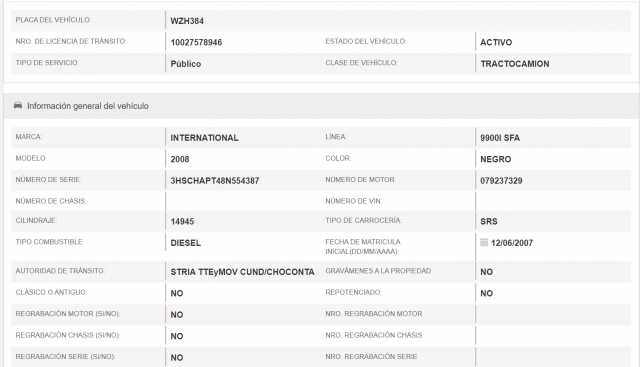 PLACA DEL VEHÍCULO: WZH384
NRO. DE LICENCIA DE TRÁNSITO: 10027578946 ESTADO DEL VEHÍCULO: ACTIVO
TIPO DE SERVICIO: Público CLASE DE VEHÍCULO: TRACTOCAMION
Información general del vehículo
MARCA: INTERNATIONAL LÍNEA: 9900I SFA
MODELO: 2008 COLOR: NEGRO
NÚMERO DE SERIE: 3HSCHAPT48N554387 NÚMERO DE MOTOR: 079237329
NÚMERO DE CHASIS: NÚMERO DE VIN:
CILINDRAJE: 14945 TIPO DE CARROCERÍA: SRS
TIPO COMBUSTIBLE: DIESEL FECHA DE MATRICULA 12/06/2007
INICIAL(DD/MM/AAAA):
AUTORIDAD DE TRÁNSITO: STRIA TTEyMOV CUND/CHOCONTA GRAVÁMENES A LA PROPIEDAD: NO
CLÁSICO O ANTIGUO: NO REPOTENCIADO: NO
REGRABACIÓN MOTOR (SI/NO): NO NRO. REGRABACIÓN MOTOR
REGRABACIÓN CHASIS (SI/NO): NO NRO. REGRABACIÓN CHASIS
REGRABACIÓN SERIE (SI/NO): NO NRO. REGRABACIÓN SERIE